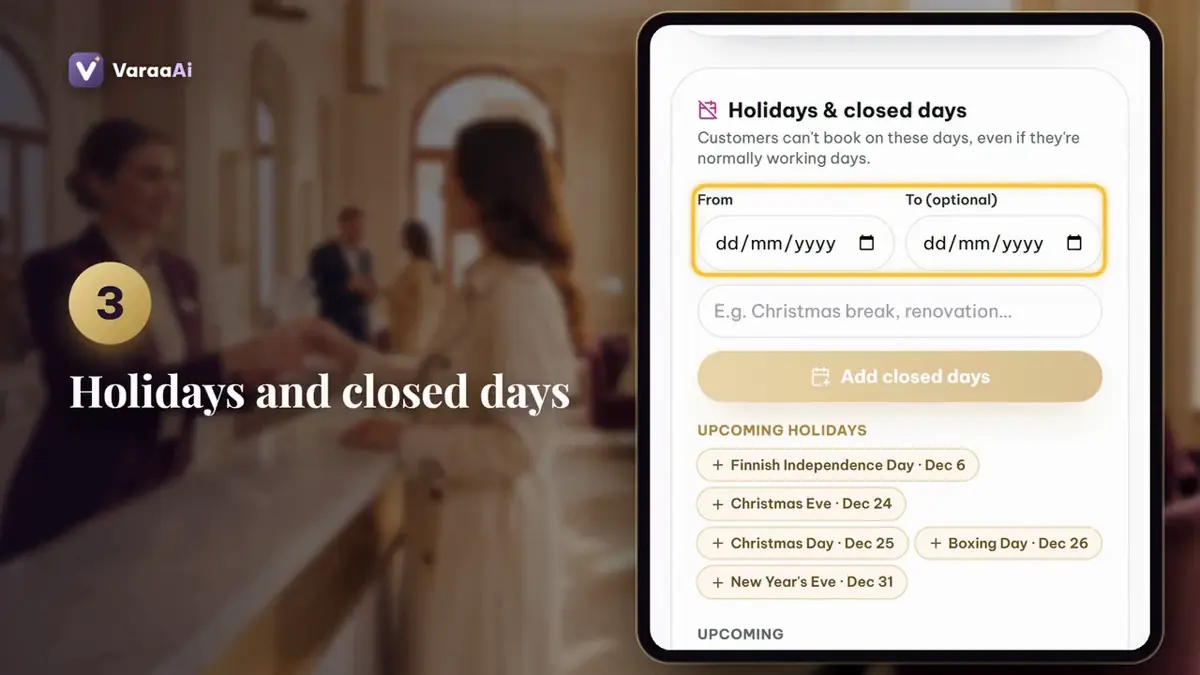 VaraaAi
3
Holidays and closed days
Holidays & closed days
Customers can't book on these days, even if they're
normally working days.
From
To (optional)
dd/mm/yyyy
dd/mm/yyyy
E.g. Christmas break, renovation...
Add closed days
UPCOMING HOLIDAYS
+ Finnish Independence Day · Dec 6
+ Christmas Eve · Dec 24
+ Christmas Day · Dec 25
+ Boxing Day · Dec 26
+ New Year's Eve · Dec 31
UPCOMING